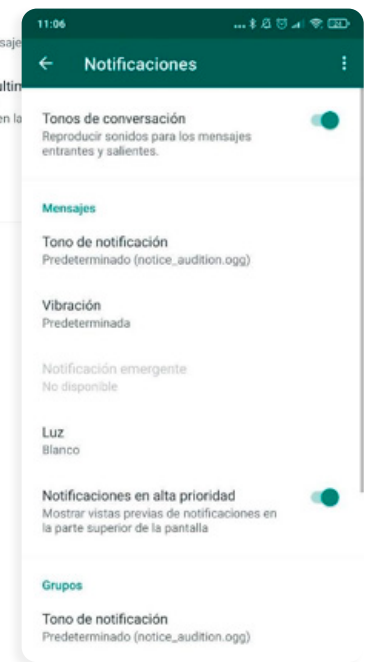 11:06
Notificaciones
Tonos de conversación
Reproducir sonidos para los mensajes
entrantes y salientes.
Mensajes
Tono de notificación
Predeterminado (notice_audition.ogg)
Vibración
Predeterminada
Notificación emergente
No disponible
Luz
Blanco
Notificaciones en alta prioridad
Mostrar vistas previas de notificaciones en
la parte superior de la pantalla
Grupos
Tono de notificación
Predeterminado (notice_audition.ogg)